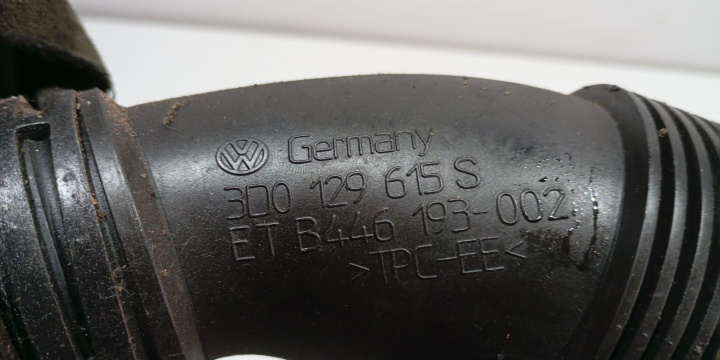 Germany
3D0 129 615 S
ET B446 193-002
>TPC-EE<